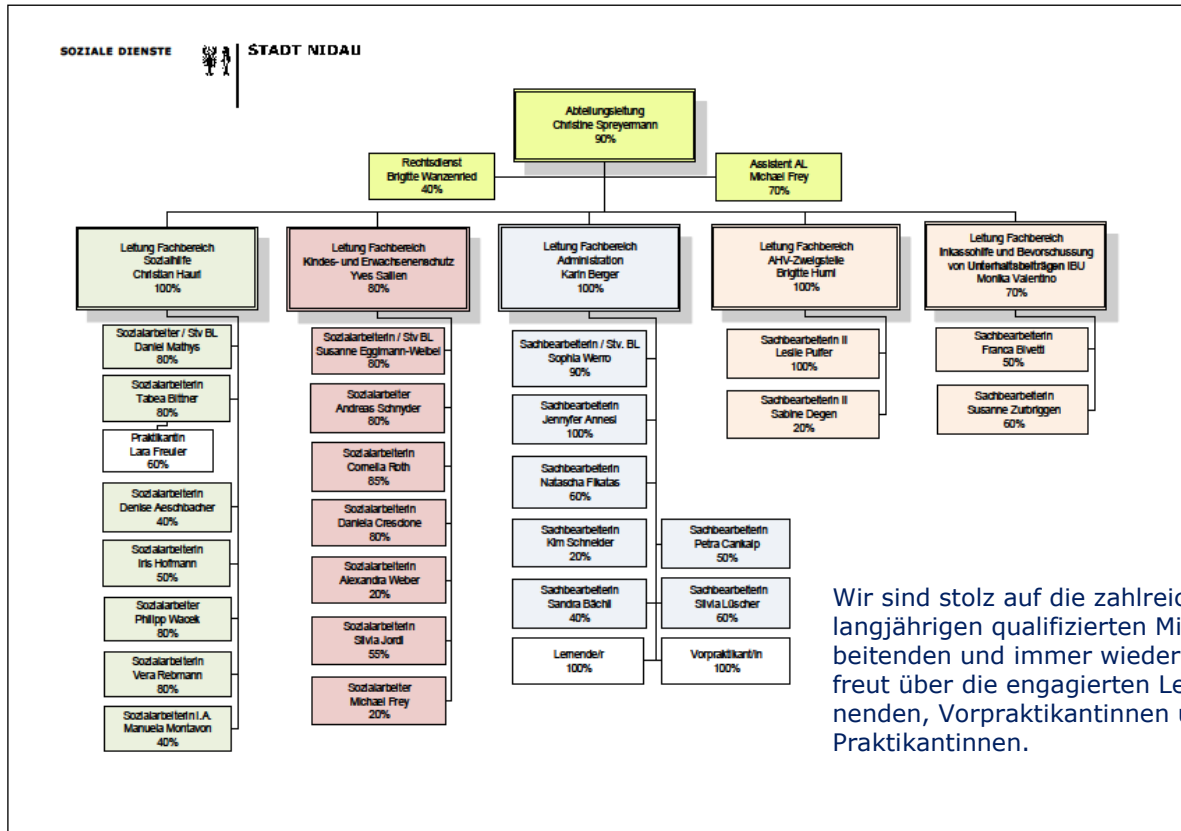 SOZIALE DIENSTE
STADT NIDAU
Abteilungsleitung
Christine Spreyermann
90%
Rechtsdienst
Brigitte Wanzenried
40%
Assistent AL
Michael Frey
70%
Leitung Fachbereich
Sozialhilfe
Christian Hauri
100%
Leitung Fachbereich
Kindes- und Erwachsenenschutz
Yves Sallien
80%
Leitung Fachbereich
Administration
Karin Berger
100%
Leitung Fachbereich
AHV-Zweigstelle
Brigitte Hurni
100%
Leitung Fachbereich
Inkassohilfe und Bevorschussung
von Unterhaltsbeiträgen IBU
Monika Valentino
70%
Sozialarbeiter / Stv BL
Daniel Mathys
80%
Sozialarbeiterin
Tabea Bittner
80%
Praktikantin
Lara Freuler
60%
Sozialarbeiterin
Denise Aeschbacher
40%
Sozialarbeiterin
Iris Hofmann
50%
Sozialarbeiter
Philipp Wacek
80%
Sozialarbeiterin
Vera Rebmann
80%
Sozialarbeiterin i.A.
Manuela Montavon
40%
Sozialarbeiterin / Stv BL
Susanne Egglmann-Weibel
80%
Sozialarbeiter
Andreas Schnyder
80%
Sozialarbeiterin
Cornelia Roth
85%
Sozialarbeiterin
Daniela Crescione
80%
Sozialarbeiterin
Alexandra Weber
20%
Sozialarbeiterin
Silvia Jordi
55%
Sozialarbeiter
Michael Frey
20%
Sachbearbeiterin / Stv. BL
Sophia Werro
90%
Sachbearbeiterin
Jennyfer Annesi
100%
Sachbearbeiterin
Natascha Fikatas
60%
Sachbearbeiterin
Kim Schneider
20%
Sachbearbeiterin
Sandra Bächli
40%
Lernende/r
100%
Sachbearbeiterin
Petra Cankalp
50%
Sachbearbeiterin
Silvia Lüscher
60%
Vorpraktikant/in
100%
Sachbearbeiterin II
Leslie Pulfer
100%
Sachbearbeiterin II
Sabine Degen
20%
Sachbearbeiterin
Franca Bivetti
50%
Sachbearbeiterin
Susanne Zurbriggen
60%
Wir sind stolz auf die zahlreic
langjährigen qualifizierten Mi
beitenden und immer wieder
freut über die engagierten Le
nenden, Vorpraktikantinnen u
Praktikantinnen.